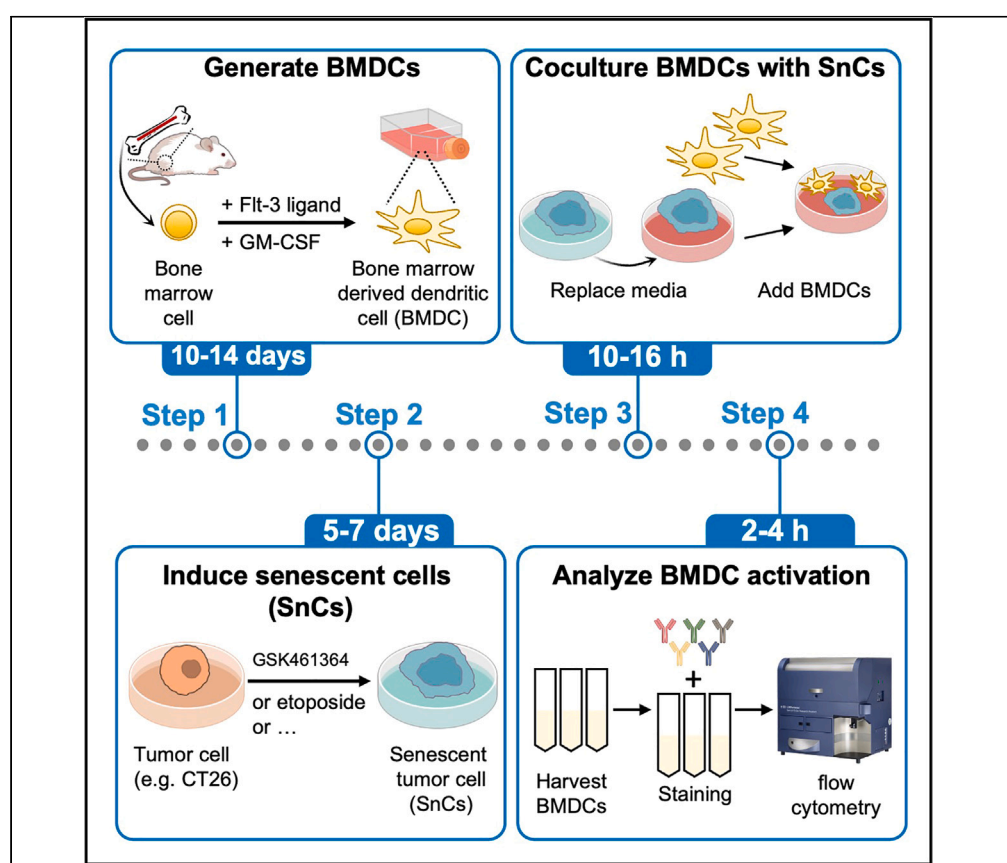 Generate BMDCs
+ Flt-3 ligand
+ GM-CSF
Bone
marrow
cell
Bone marrow
derived dendritic
cell (BMDC)
10-14 days
Coculture BMDCs with SnCs
Replace media
Add BMDCs
10-16 h
Step 1
Step 2
Step 3
Step 4
5-7 days
Induce senescent cells
(SnCs)
GSK461364
or etoposide
or ...
Tumor cell
(e.g. CT26)
Senescent
tumor cell
(SnCs)
2-4 h
Analyze BMDC activation
+
Harvest
BMDCs
Staining
flow
cytometry